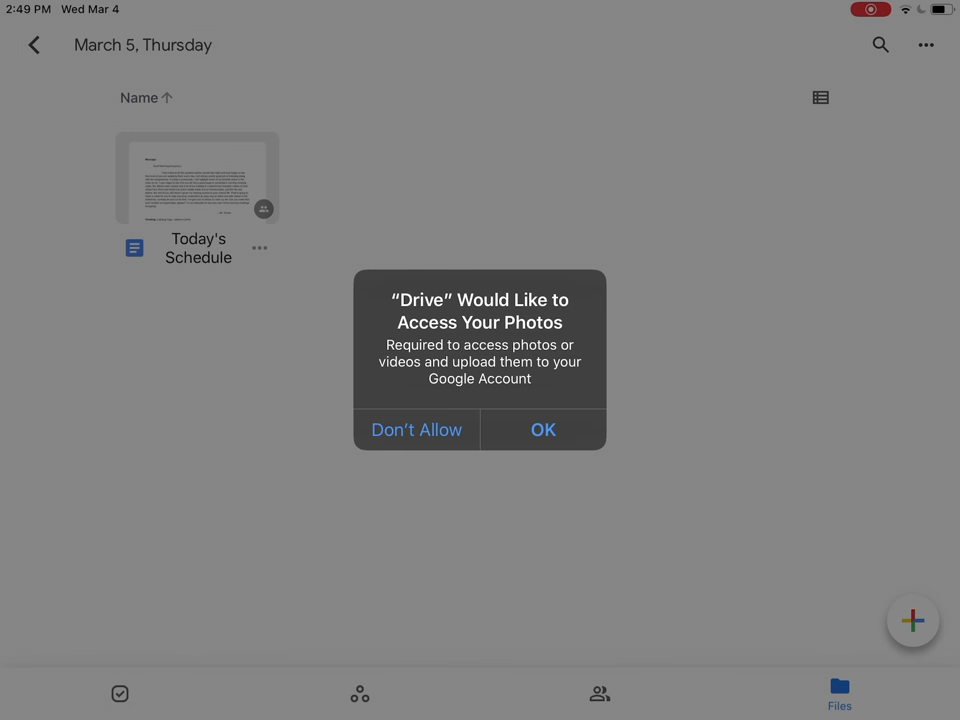 2:49 PM Wed Mar 4
March 5, Thursday
Name
Today's
Schedule
“Drive” Would Like to
Access Your Photos
Required to access photos or
videos and upload them to your
Google Account
Don’t Allow
OK
Files